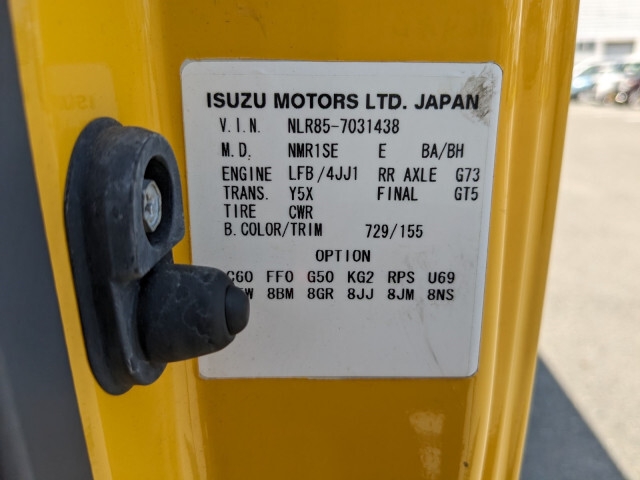 ISUZU MOTORS LTD. JAPAN
V.I.N. NLR85-7031438
M.D. NMR1SE E BA/BH
ENGINE LFB/4JJ1 RR AXLE G73
TRANS. Y5X FINAL GT5
TIRE CWR
B.COLOR/TRIM 729/155
OPTION
C60 FF0 G50 KG2 RPS U69
8BM 8GR 8JJ 8JM 8NS